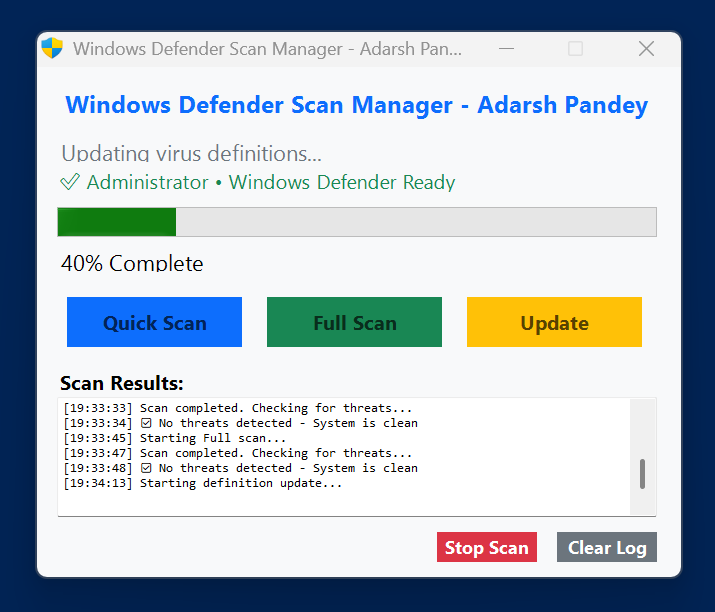 Windows Defender Scan Manager - Adarsh Pan...
Windows Defender Scan Manager - Adarsh Pandey
Updating virus definitions...
✓ Administrator • Windows Defender Ready
40% Complete
Quick Scan Full Scan Update
Scan Results:
[19:33:33] Scan completed. Checking for threats...
[19:33:34] ☑ No threats detected - System is clean
[19:33:45] Starting Full scan...
[19:33:47] Scan completed. Checking for threats...
[19:33:48] ☑ No threats detected - System is clean
[19:34:13] Starting definition update...
Stop Scan Clear Log